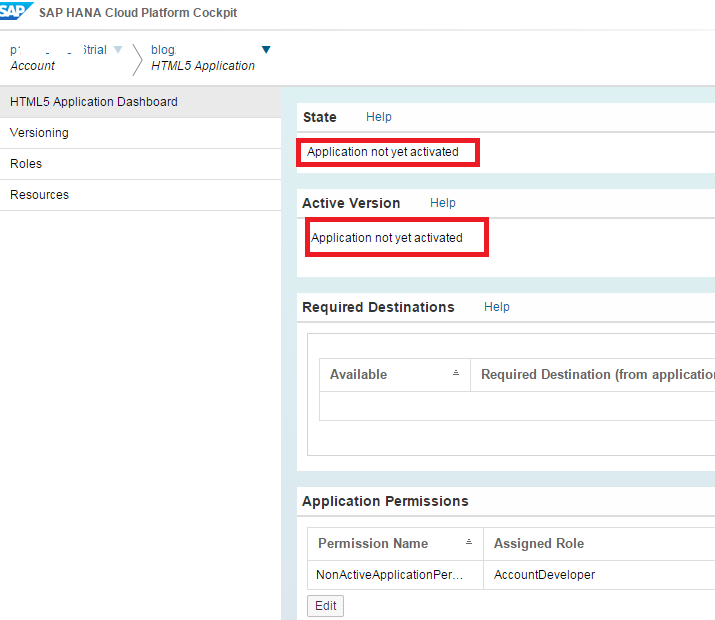 SAP SAP HANA Cloud Platform Cockpit
trial blog
Account HTML5 Application
HTML5 Application Dashboard
Versioning
Roles
Resources
State Help
Application not yet activated
Active Version Help
Application not yet activated
Required Destinations Help
Available Required Destination (from application
Application Permissions
Permission Name Assigned Role
NonActiveApplicationPer... AccountDeveloper
Edit